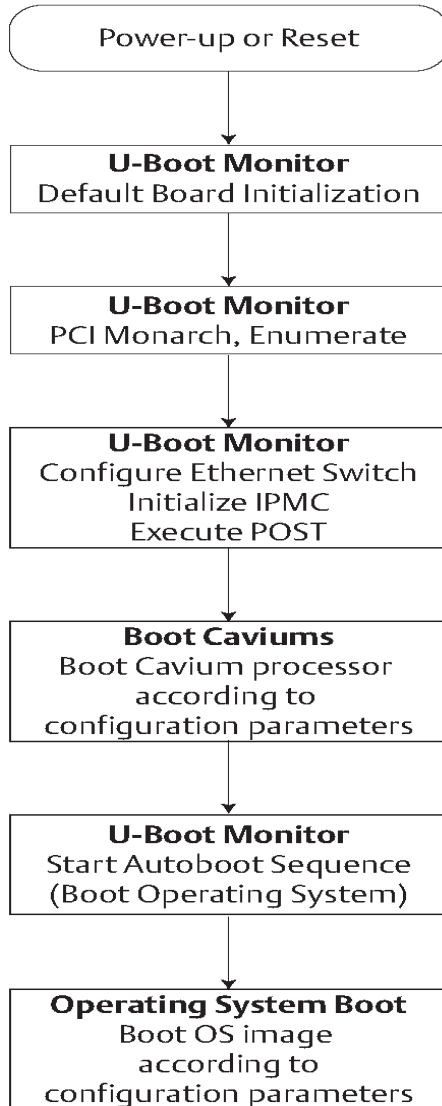 Power-up or Reset
U-Boot Monitor
Default Board Initialization
U-Boot Monitor
PCI Monarch, Enumerate
U-Boot Monitor
Configure Ethernet Switch
Initialize IPMC
Execute POST
Boot Caviums
Boot Cavium processor
according to
configuration parameters
U-Boot Monitor
Start Autoboot Sequence
(Boot Operating System)
Operating System Boot
Boot OS image
according to
configuration parameters